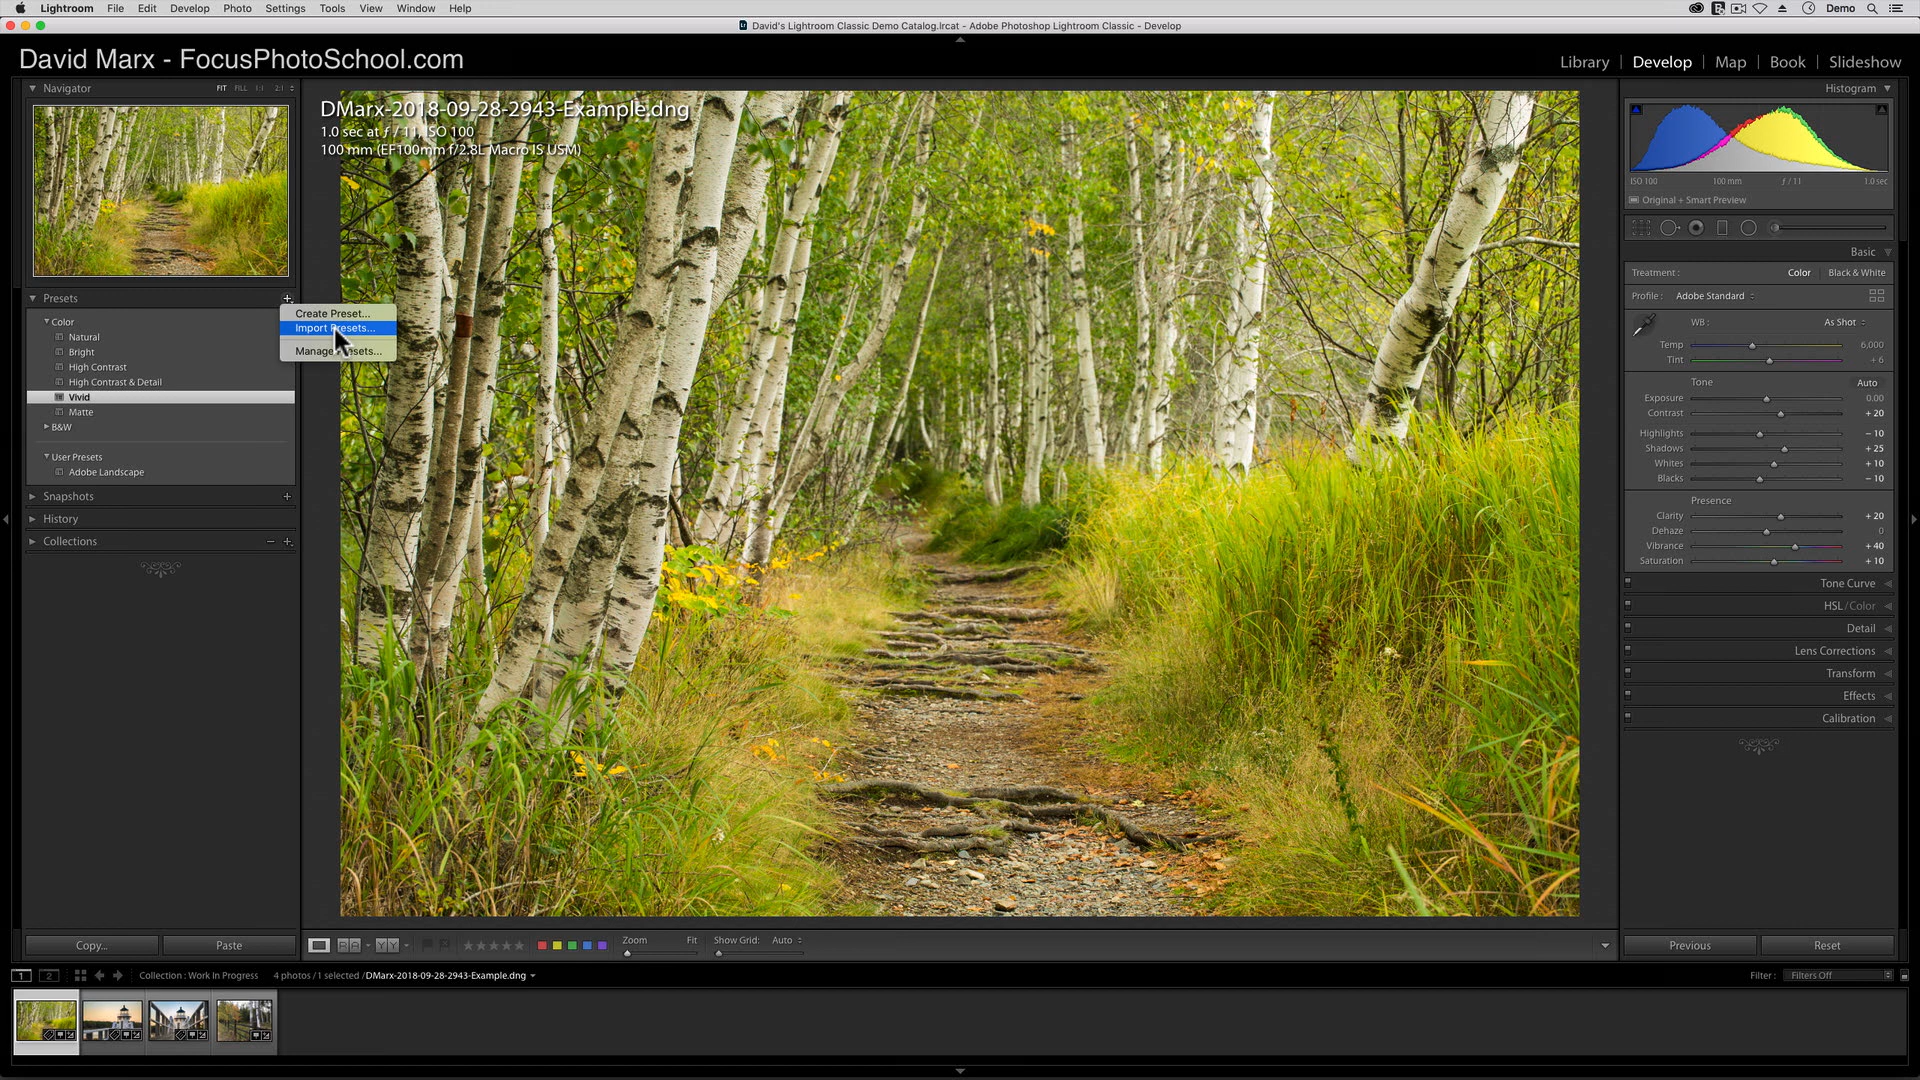 Lightroom File Edit Develop Photo Settings Tools View Window Help Demo
David's Lightroom Classic Demo Catalog.lrcat - Adobe Photoshop Lightroom Classic - Develop
David Marx - FocusPhotoSchool.com
Library | Develop | Map | Book | Slideshow
Navigator FIT FILL 1:1 2:1
DMarx-2018-09-28-2943-Example.dng
1.0 sec at ƒ / 11, ISO 100
100 mm (EF100mm f/2.8L Macro IS USM)
Presets
Create Preset...
Import Presets...
Color
Natural
Bright
High Contrast
High Contrast & Detail
Vivid
Matte
B&W
User Presets
Adobe Landscape
Snapshots
History
Collections
Copy... Paste
Histogram
ISO 100 100 mm ƒ / 11 1.0 sec
Original + Smart Preview
Basic
Treatment : Color Black & White
Profile : Adobe Standard
WB : As Shot
Temp 6,000
Tint + 6
Tone Auto
Exposure 0.00
Contrast + 20
Highlights − 10
Shadows + 25
Whites + 10
Blacks − 10
Presence
Clarity + 20
Dehaze 0
Vibrance + 40
Saturation + 10
Tone Curve
HSL / Color
Detail
Lens Corrections
Transform
Effects
Calibration
Previous Reset
Zoom Fit Show Grid: Auto
1 2 Collection : Work In Progress 4 photos / 1 selected / DMarx-2018-09-28-2943-Example.dng
Filter : Filters Off